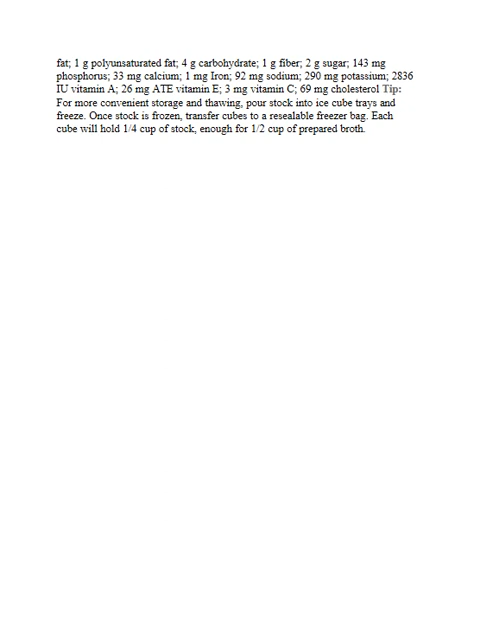 fat; 1 g polyunsaturated fat; 4 g carbohydrate; 1 g fiber; 2 g sugar; 143 mg
phosphorus; 33 mg calcium; 1 mg Iron; 92 mg sodium; 290 mg potassium; 2836
IU vitamin A; 26 mg ATE vitamin E; 3 mg vitamin C; 69 mg cholesterol Tip:
For more convenient storage and thawing, pour stock into ice cube trays and
freeze. Once stock is frozen, transfer cubes to a resealable freezer bag. Each
cube will hold 1/4 cup of stock, enough for 1/2 cup of prepared broth.